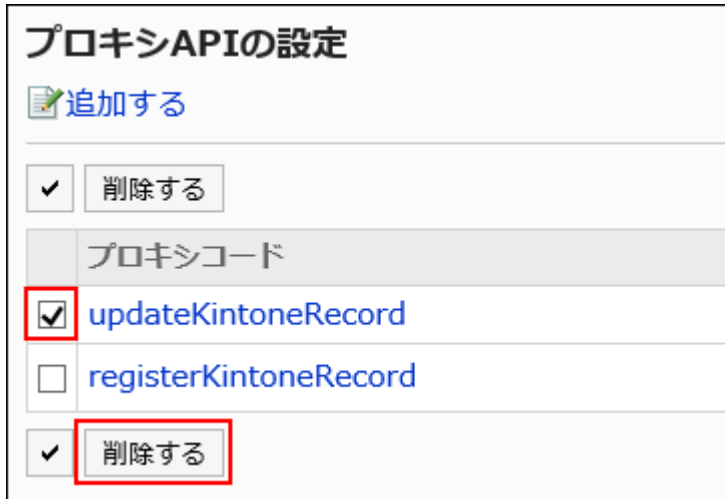 プロキシAPIの設定
追加する
削除する
プロキシコード
updateKintoneRecord
registerKintoneRecord
削除する